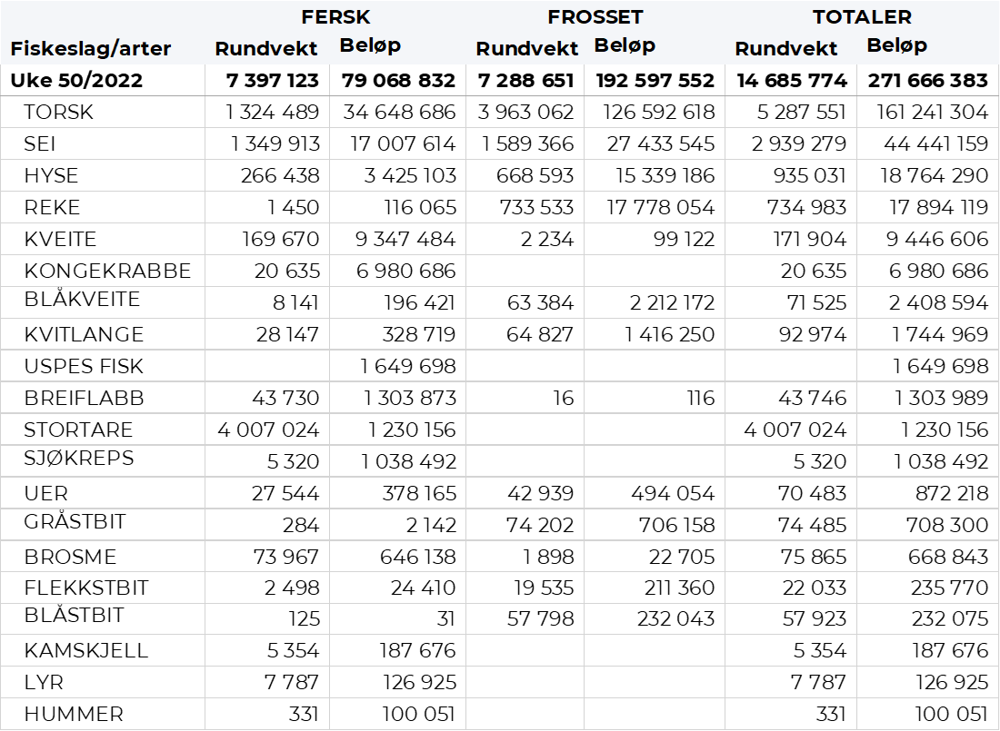 FERSK FROSSET TOTALER
Fiskeslag/arter Rundvekt Beløp Rundvekt Beløp Rundvekt Beløp
Uke 50/2022 7 397 123 79 068 832 7 288 651 192 597 552 14 685 774 271 666 383
TORSK 1 324 489 34 648 686 3 963 062 126 592 618 5 287 551 161 241 304
SEI 1 349 913 17 007 614 1 589 366 27 433 545 2 939 279 44 441 159
HYSE 266 438 3 425 103 668 593 15 339 186 935 031 18 764 290
REKE 1 450 116 065 733 533 17 778 054 734 983 17 894 119
KVEITE 169 670 9 347 484 2 234 99 122 171 904 9 446 606
KONGEKRABBE 20 635 6 980 686 20 635 6 980 686
BLÅKVEITE 8 141 196 421 63 384 2 212 172 71 525 2 408 594
KVITLANGE 28 147 328 719 64 827 1 416 250 92 974 1 744 969
USPES FISK 1 649 698 1 649 698
BREIFLABB 43 730 1 303 873 16 116 43 746 1 303 989
STORTARE 4 007 024 1 230 156 4 007 024 1 230 156
SJØKREPS 5 320 1 038 492 5 320 1 038 492
UER 27 544 378 165 42 939 494 054 70 483 872 218
GRÅSTBIT 284 2 142 74 202 706 158 74 485 708 300
BROSME 73 967 646 138 1 898 22 705 75 865 668 843
FLEKKSTBIT 2 498 24 410 19 535 211 360 22 033 235 770
BLÅSTBIT 125 31 57 798 232 043 57 923 232 075
KAMSKJELL 5 354 187 676 5 354 187 676
LYR 7 787 126 925 7 787 126 925
HUMMER 331 100 051 331 100 051